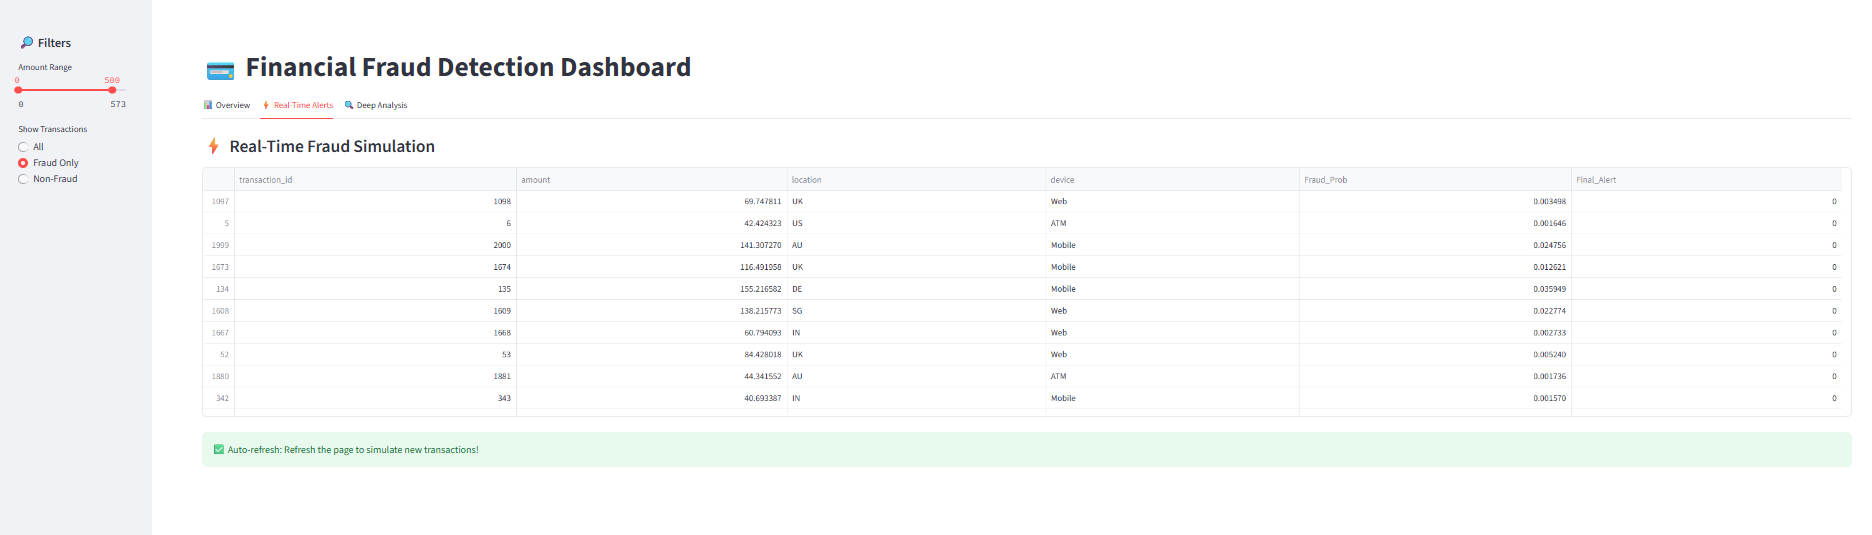 Filters
Amount Range
0 500
0 573
Show Transactions
All
Fraud Only
Non-Fraud
Financial Fraud Detection Dashboard
Overview Real-Time Alerts Deep Analysis
Real-Time Fraud Simulation
transaction_id amount location device Fraud_Prob Final_Alert
1097 1098 69.747811 UK Web 0.003498 0
5 6 42.424323 US ATM 0.001646 0
1999 2000 141.307270 AU Mobile 0.024756 0
1673 1674 116.491958 UK Mobile 0.012621 0
134 135 155.216582 DE Mobile 0.035949 0
1608 1609 138.215773 SG Web 0.022774 0
1667 1668 60.794093 IN Web 0.002733 0
52 53 84.428018 UK Web 0.005240 0
1880 1881 44.341552 AU ATM 0.001736 0
342 343 40.693387 IN Mobile 0.001570 0
Auto-refresh: Refresh the page to simulate new transactions!